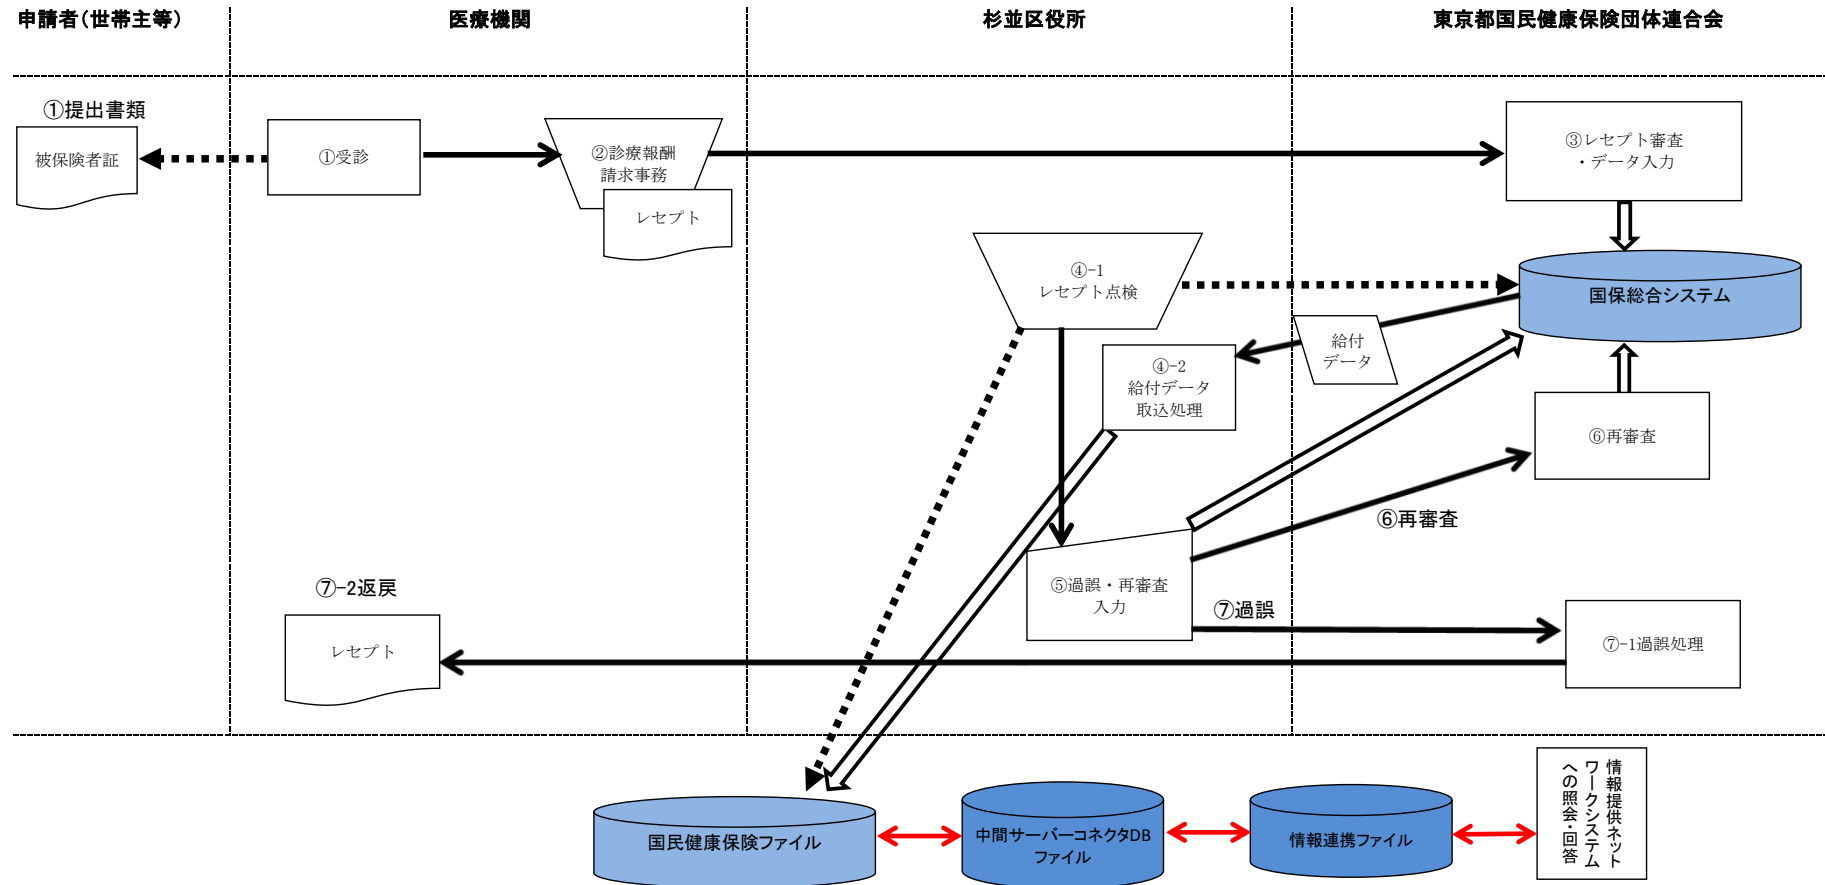 申請者(世帯主等)
医療機関
杉並区役所
東京都国民健康保険団体連合会
①提出書類
被保険者証
①受診
②診療報酬
請求事務
レセプト
③レセプト審査
・データ入力
④-1
レセプト点検
国保総合システム
給付
データ
④-2
給付データ
取込処理
⑥再審査
⑥再審査
⑤過誤・再審査
入力
⑦過誤
⑦-1過誤処理
⑦-2返戻
レセプト
国民健康保険ファイル
中間サーバーコネクタDB
ファイル
情報連携ファイル
情報提供ネット
ワークシステム
への照会・回答